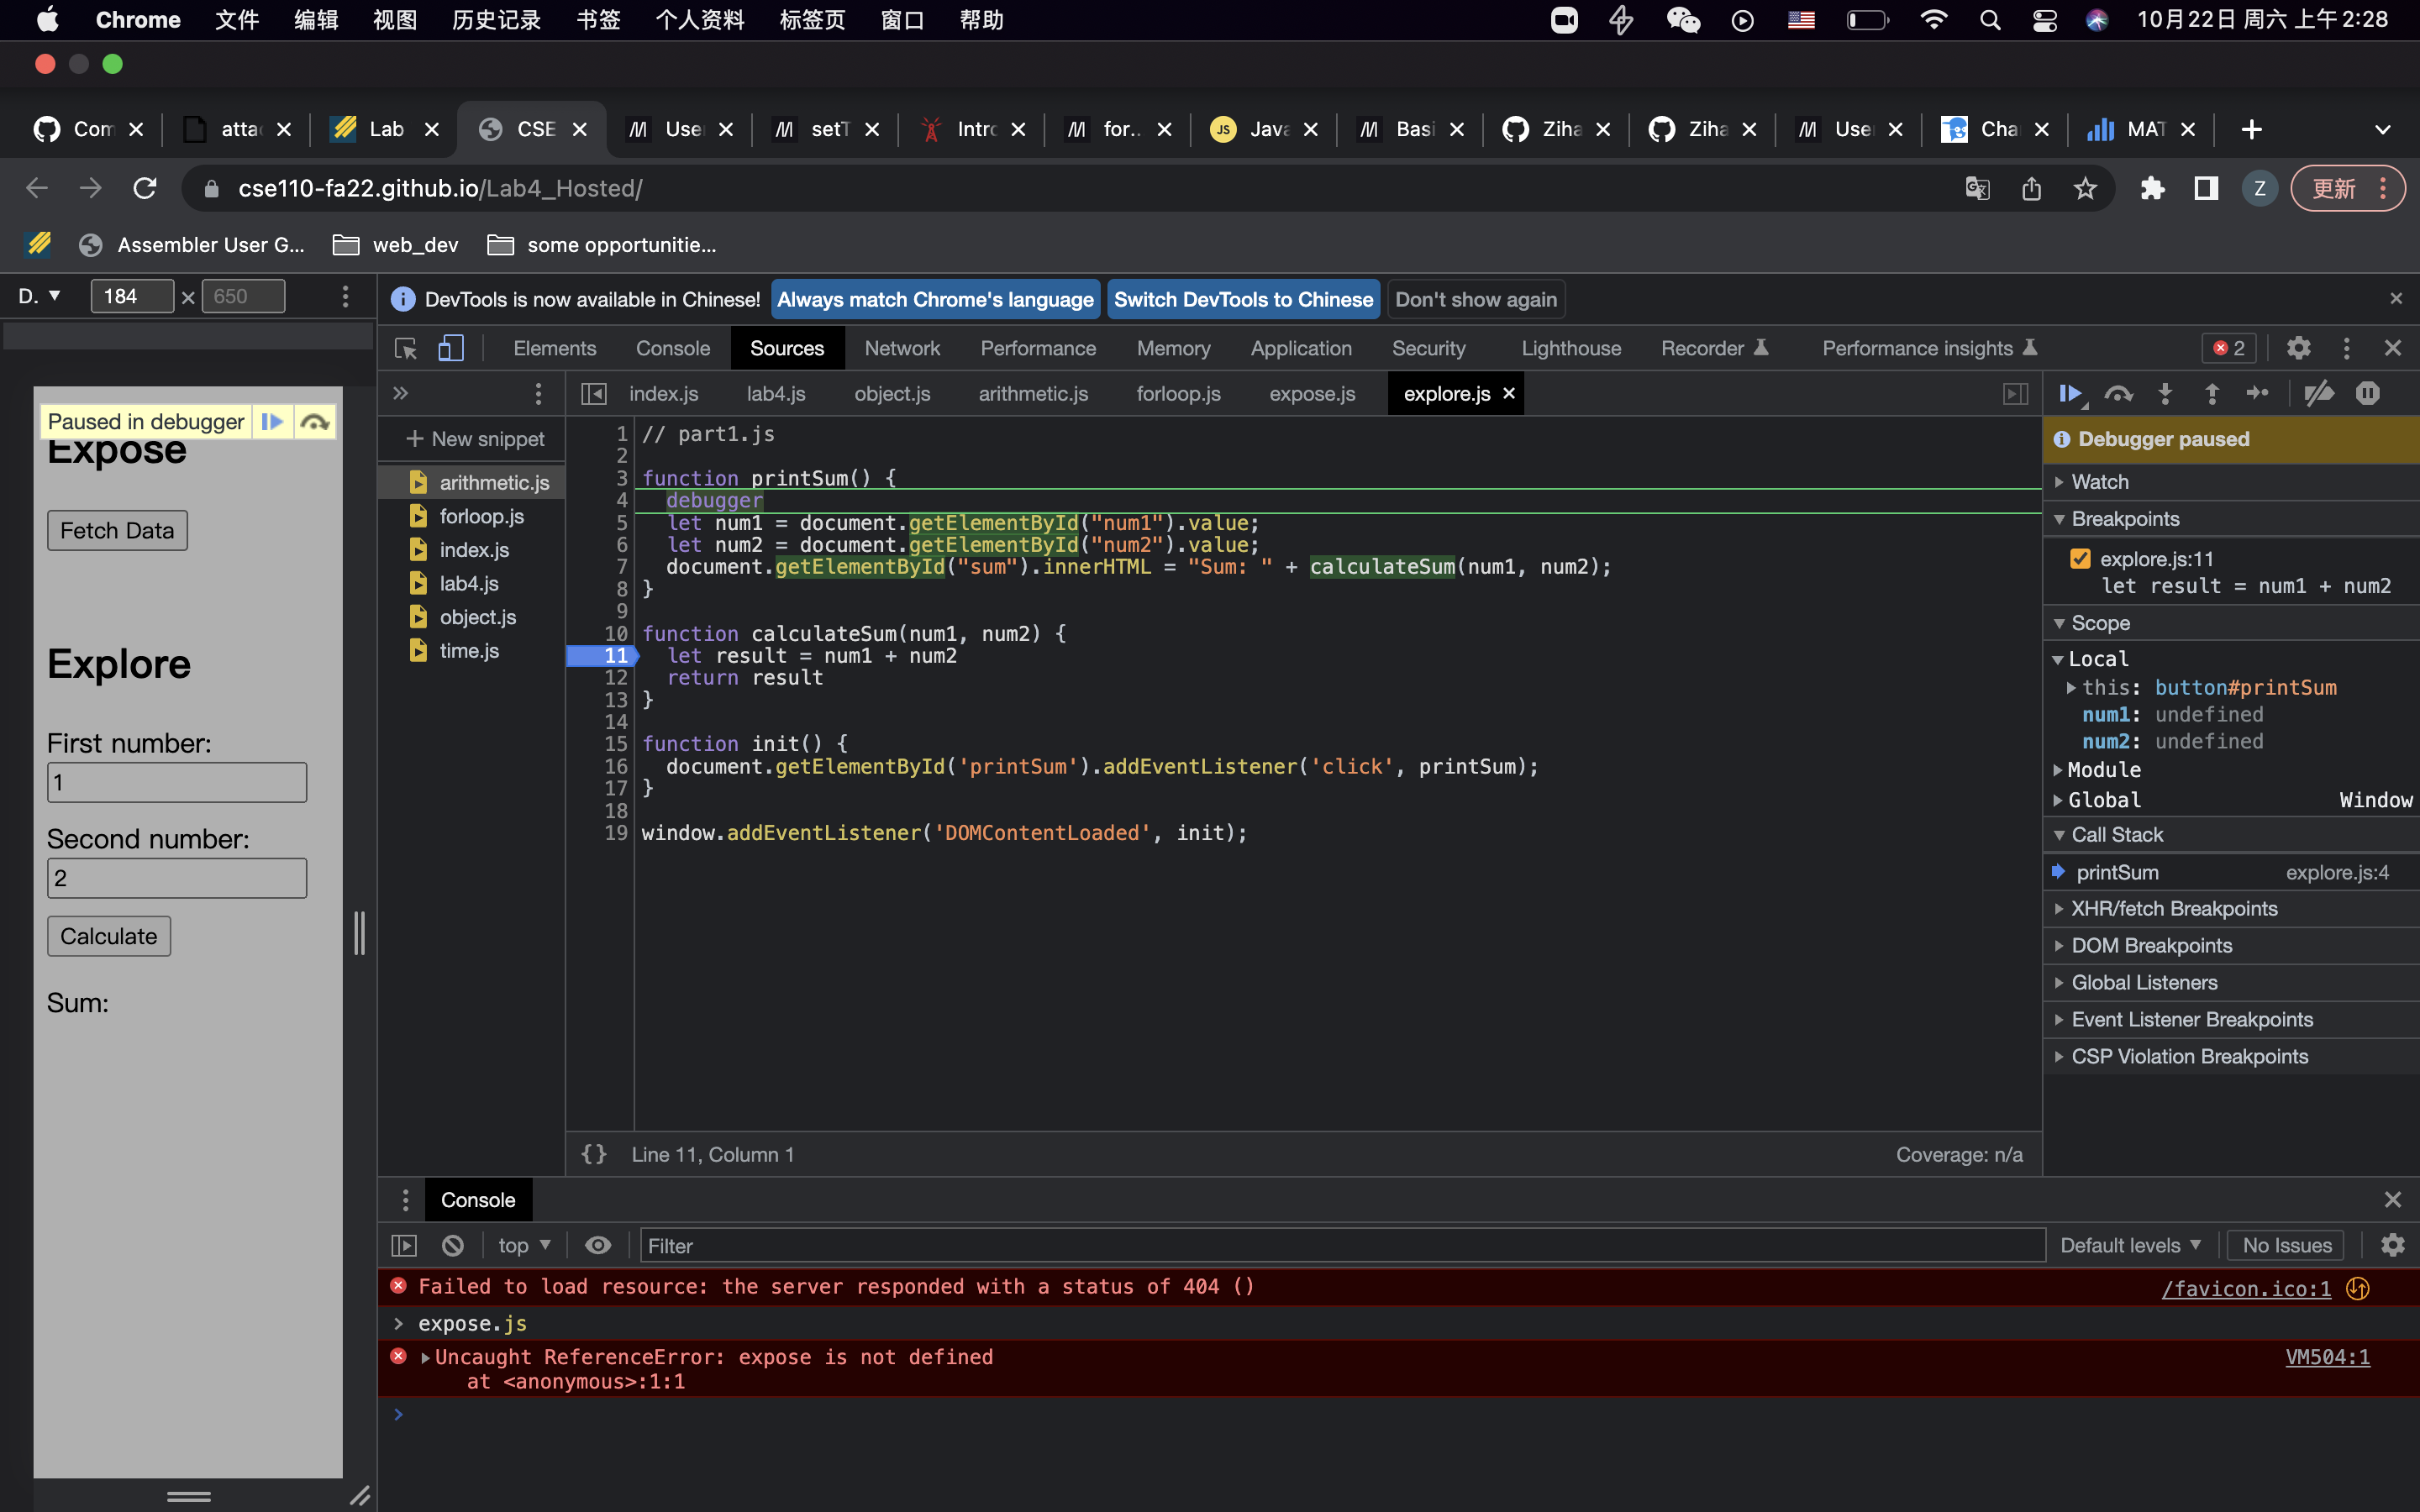 Chrome 文件 编辑 视图 历史记录 书签 个人资料 标签页 窗口 帮助 10月22日 周六 上午2:28
Com atta Lab CSE Use setT Intro for.. JS Java Basi Ziha Ziha Use Cha MAT
cse110-fa22.github.io/Lab4_Hosted/ Z 更新
Assembler User G... web_dev some opportunitie...
D. 184 × 650
DevTools is now available in Chinese! Always match Chrome's language Switch DevTools to Chinese Don't show again
Elements Console Sources Network Performance Memory Application Security Lighthouse Recorder Performance insights 2
index.js lab4.js object.js arithmetic.js forloop.js expose.js explore.js
Paused in debugger
Expose
Fetch Data
Explore
First number:
1
Second number:
2
Calculate
Sum:
+ New snippet
arithmetic.js
forloop.js
index.js
lab4.js
object.js
time.js
1 // part1.js
2
3 function printSum() {
4 debugger
5 let num1 = document.getElementById("num1").value;
6 let num2 = document.getElementById("num2").value;
7 document.getElementById("sum").innerHTML = "Sum: " + calculateSum(num1, num2);
8 }
9
10 function calculateSum(num1, num2) {
11 let result = num1 + num2
12 return result
13 }
14
15 function init() {
16 document.getElementById('printSum').addEventListener('click', printSum);
17 }
18
19 window.addEventListener('DOMContentLoaded', init);
{} Line 11, Column 1 Coverage: n/a
Debugger paused
Watch
Breakpoints
explore.js:11
let result = num1 + num2
Scope
Local
this: button#printSum
num1: undefined
num2: undefined
Module
Global Window
Call Stack
printSum explore.js:4
XHR/fetch Breakpoints
DOM Breakpoints
Global Listeners
Event Listener Breakpoints
CSP Violation Breakpoints
Console
top Filter Default levels No Issues
Failed to load resource: the server responded with a status of 404 () /favicon.ico:1
> expose.js
Uncaught ReferenceError: expose is not defined VM504:1
at <anonymous>:1:1
>